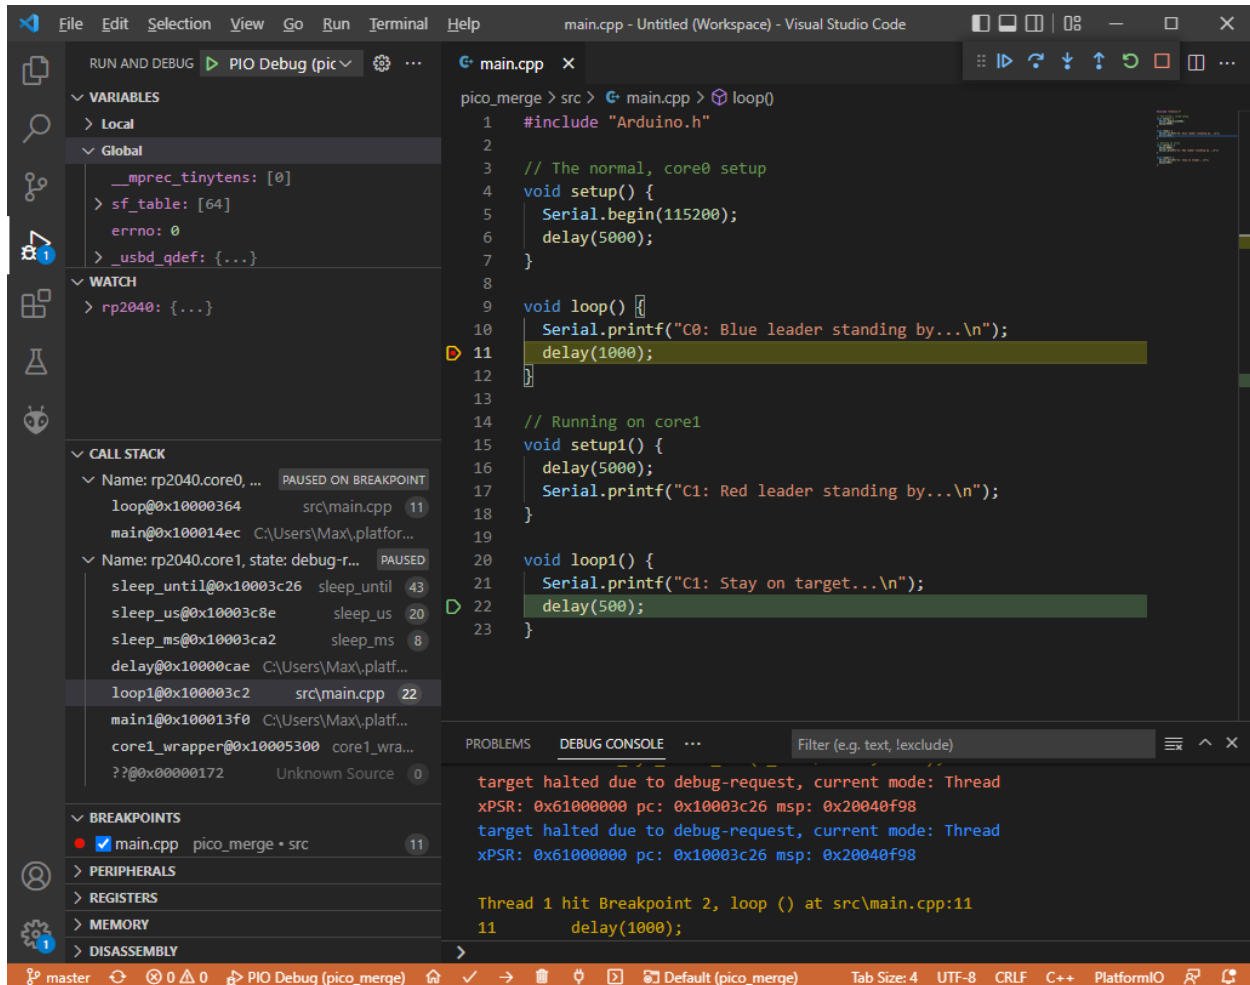 File Edit Selection View Go Run Terminal Help main.cpp - Untitled (Workspace) - Visual Studio Code
RUN AND DEBUG PIO Debug (pic
VARIABLES
Local
Global
__mprec_tinytens: [0]
sf_table: [64]
errno: 0
_usbd_qdef: {...}
WATCH
rp2040: {...}
CALL STACK
Name: rp2040.core0, ... PAUSED ON BREAKPOINT
loop@0x10000364 src\main.cpp 11
main@0x100014ec C:\Users\Max\.platfor...
Name: rp2040.core1, state: debug-r... PAUSED
sleep_until@0x10003c26 sleep_until 43
sleep_us@0x10003c8e sleep_us 20
sleep_ms@0x10003ca2 sleep_ms 8
delay@0x10000cae C:\Users\Max\.platf...
loop1@0x100003c2 src\main.cpp 22
main1@0x100013f0 C:\Users\Max\.platf...
core1_wrapper@0x10005300 core1_wra...
??@0x00000172 Unknown Source 0
BREAKPOINTS
main.cpp pico_merge • src 11
PERIPHERALS
REGISTERS
MEMORY
DISASSEMBLY
1
1
main.cpp
pico_merge > src > main.cpp > loop()
1 #include "Arduino.h"
2
3 // The normal, core0 setup
4 void setup() {
5 Serial.begin(115200);
6 delay(5000);
7 }
8
9 void loop() {
10 Serial.printf("C0: Blue leader standing by...\n");
11 delay(1000);
12 }
13
14 // Running on core1
15 void setup1() {
16 delay(5000);
17 Serial.printf("C1: Red leader standing by...\n");
18 }
19
20 void loop1() {
21 Serial.printf("C1: Stay on target...\n");
22 delay(500);
23 }
PROBLEMS DEBUG CONSOLE ... Filter (e.g. text, !exclude)
target halted due to debug-request, current mode: Thread
xPSR: 0x61000000 pc: 0x10003c26 msp: 0x20040f98
target halted due to debug-request, current mode: Thread
xPSR: 0x61000000 pc: 0x10003c26 msp: 0x20040f98
Thread 1 hit Breakpoint 2, loop () at src\main.cpp:11
11 delay(1000);
>
master 0 0 PIO Debug (pico_merge) Default (pico_merge) Tab Size: 4 UTF-8 CRLF C++ PlatformIO